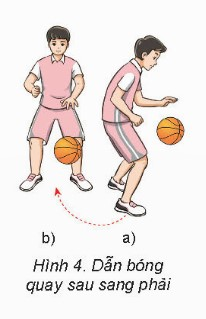 b) a)
Hình 4. Dẫn bóng
quay sau sang phải